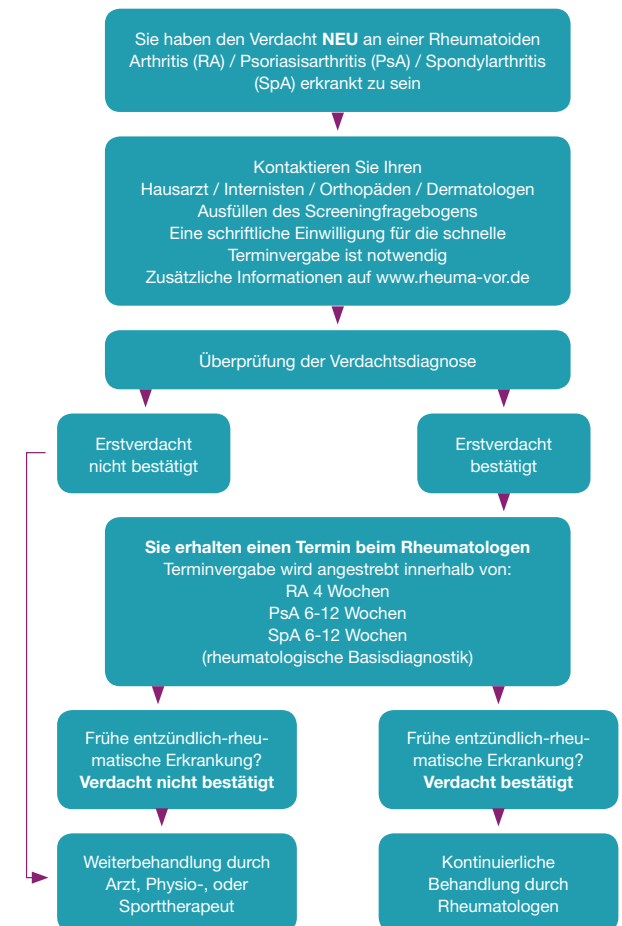 Sie haben den Verdacht NEU an einer Rheumatoiden
Arthritis (RA) / Psoriasisarthritis (PsA) / Spondylarthritis
(SpA) erkrankt zu sein
Kontaktieren Sie Ihren
Hausarzt / Internisten / Orthopäden / Dermatologen
Ausfüllen des Screeningfragebogens
Eine schriftliche Einwilligung für die schnelle
Terminvergabe ist notwendig
Zusätzliche Informationen auf www.rheuma-vor.de
Überprüfung der Verdachtsdiagnose
Erstverdacht
nicht bestätigt
Erstverdacht
bestätigt
Sie erhalten einen Termin beim Rheumatologen
Terminvergabe wird angestrebt innerhalb von:
RA 4 Wochen
PsA 6-12 Wochen
SpA 6-12 Wochen
(rheumatologische Basisdiagnostik)
Frühe entzündlich-rheu-
matische Erkrankung?
Verdacht nicht bestätigt
Frühe entzündlich-rheu-
matische Erkrankung?
Verdacht bestätigt
Weiterbehandlung durch
Arzt, Physio-, oder
Sporttherapeut
Kontinuierliche
Behandlung durch
Rheumatologen